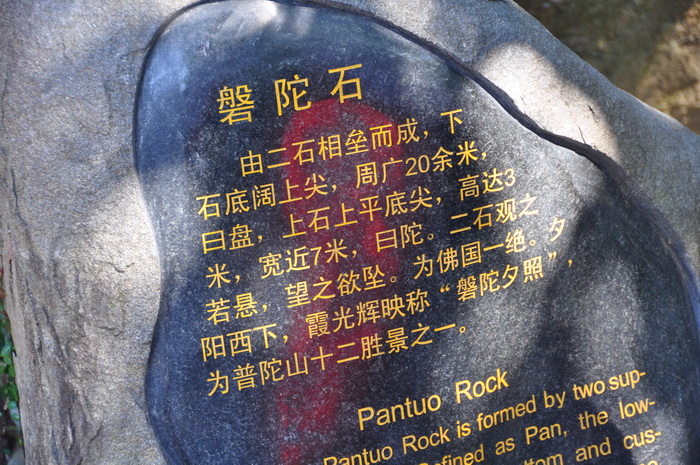 磐陀石
由二石相垒而成，下
石底阔上尖，周广20余米，
曰盘，上石上平底尖，高达3
米，宽近7米，曰陀。二石观之
若悬，望之欲坠。为佛国一绝。夕
阳西下，霞光辉映称“磐陀夕照”，
为普陀山十二胜景之一。
Pantuo Rock
Pantuo Rock is formed by two sup-
defined as Pan, the low-
and cus-